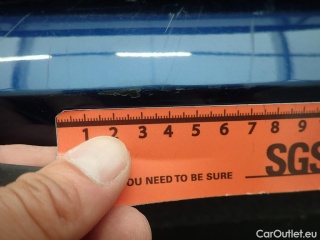 1 2 3 4 5 6 7 8 9
OU NEED TO BE SURE
SGS
CarOutlet.eu